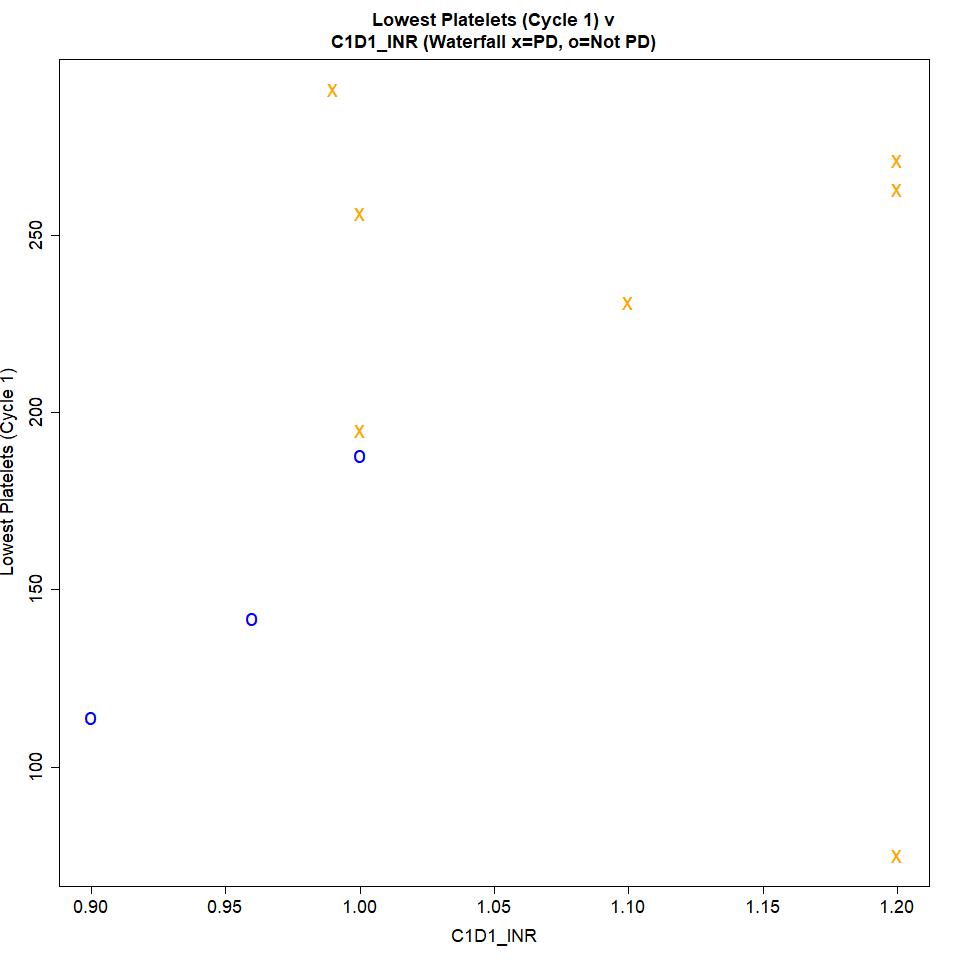 Lowest Platelets (Cycle 1) v
C1D1_INR (Waterfall x=PD, o=Not PD)
Lowest Platelets (Cycle 1)
250
200
150
100
X
X
X
X
X
X
O
O
O
X
0.90
0.95
1.00
1.05
1.10
1.15
1.20
C1D1_INR